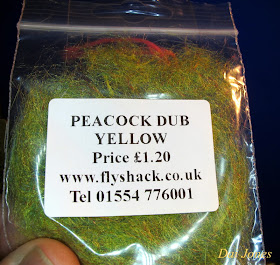 PEACOCK DUB
YELLOW
Price £1.20
www.flyshack.co.uk
Tel 01554 776001
Dai Jones